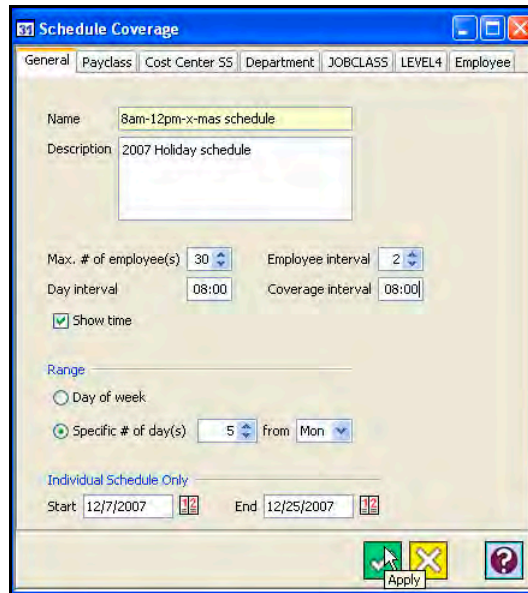 31 Schedule Coverage
General Payclass Cost Center SS Department JOBCLASS LEVEL4 Employee
Name 8am-12pm-x-mas schedule
Description 2007 Holiday schedule
Max. # of employee(s) 30 Employee interval 2
Day interval 08:00 Coverage interval 08:00
Show time
Range
Day of week
Specific # of day(s) 5 from Mon
Individual Schedule Only
Start 12/7/2007 12 End 12/25/2007 12
?
Apply